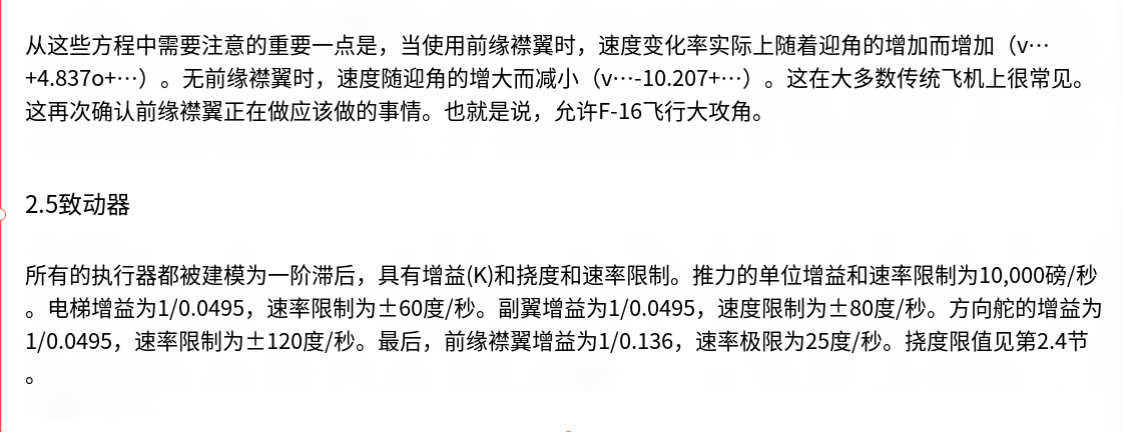 从这些方程中需要注意的重要一点是，当使用前缘襟翼时，速度变化率实际上随着迎角的增加而增加（v…
+4.837o+…）。无前缘襟翼时，速度随迎角的增大而减小（v…-10.207+…）。这在大多数传统飞机上很常见。
这再次确认前缘襟翼正在做应该做的事情。也就是说，允许F-16飞行大攻角。
2.5致动器
所有的执行器都被建模为一阶滞后，具有增益(K)和挠度和速率限制。推力的单位增益和速率限制为10,000磅/秒
。电梯增益为1/0.0495，速率限制为±60度/秒。副翼增益为1/0.0495，速度限制为±80度/秒。方向舵的增益为
1/0.0495，速率限制为±120度/秒。最后，前缘襟翼增益为1/0.136，速率极限为25度/秒。挠度限值见第2.4节
。